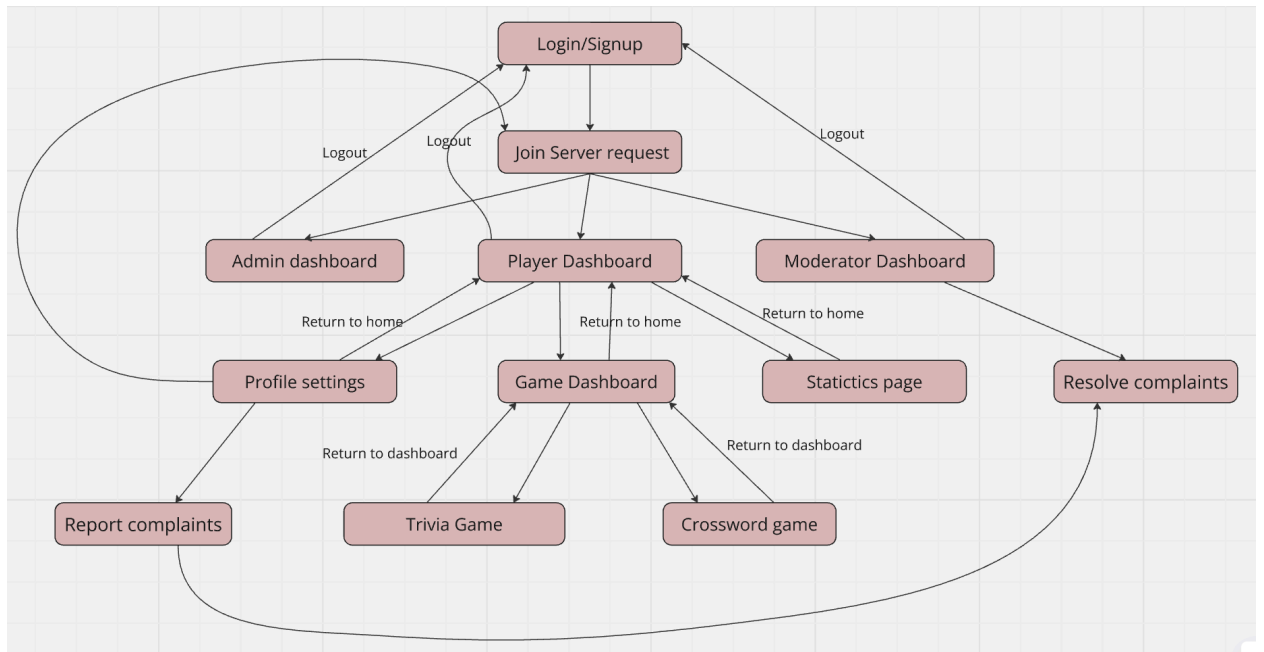 Login/Signup
Logout
Logout
Logout
Join Server request
Admin dashboard
Player Dashboard
Moderator Dashboard
Return to home
Return to home
Return to home
Profile settings
Game Dashboard
Statictics page
Resolve complaints
Return to dashboard
Return to dashboard
Report complaints
Trivia Game
Crossword game